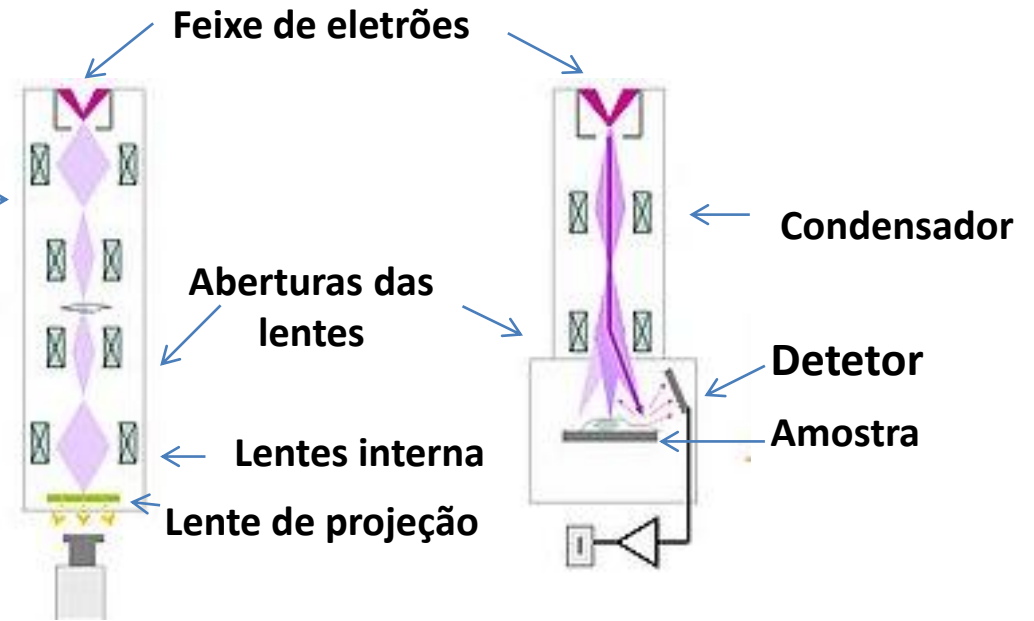 Feixe de eletrões
Condensador
Aberturas das
lentes
Detetor
Amostra
Lentes interna
Lente de projeção